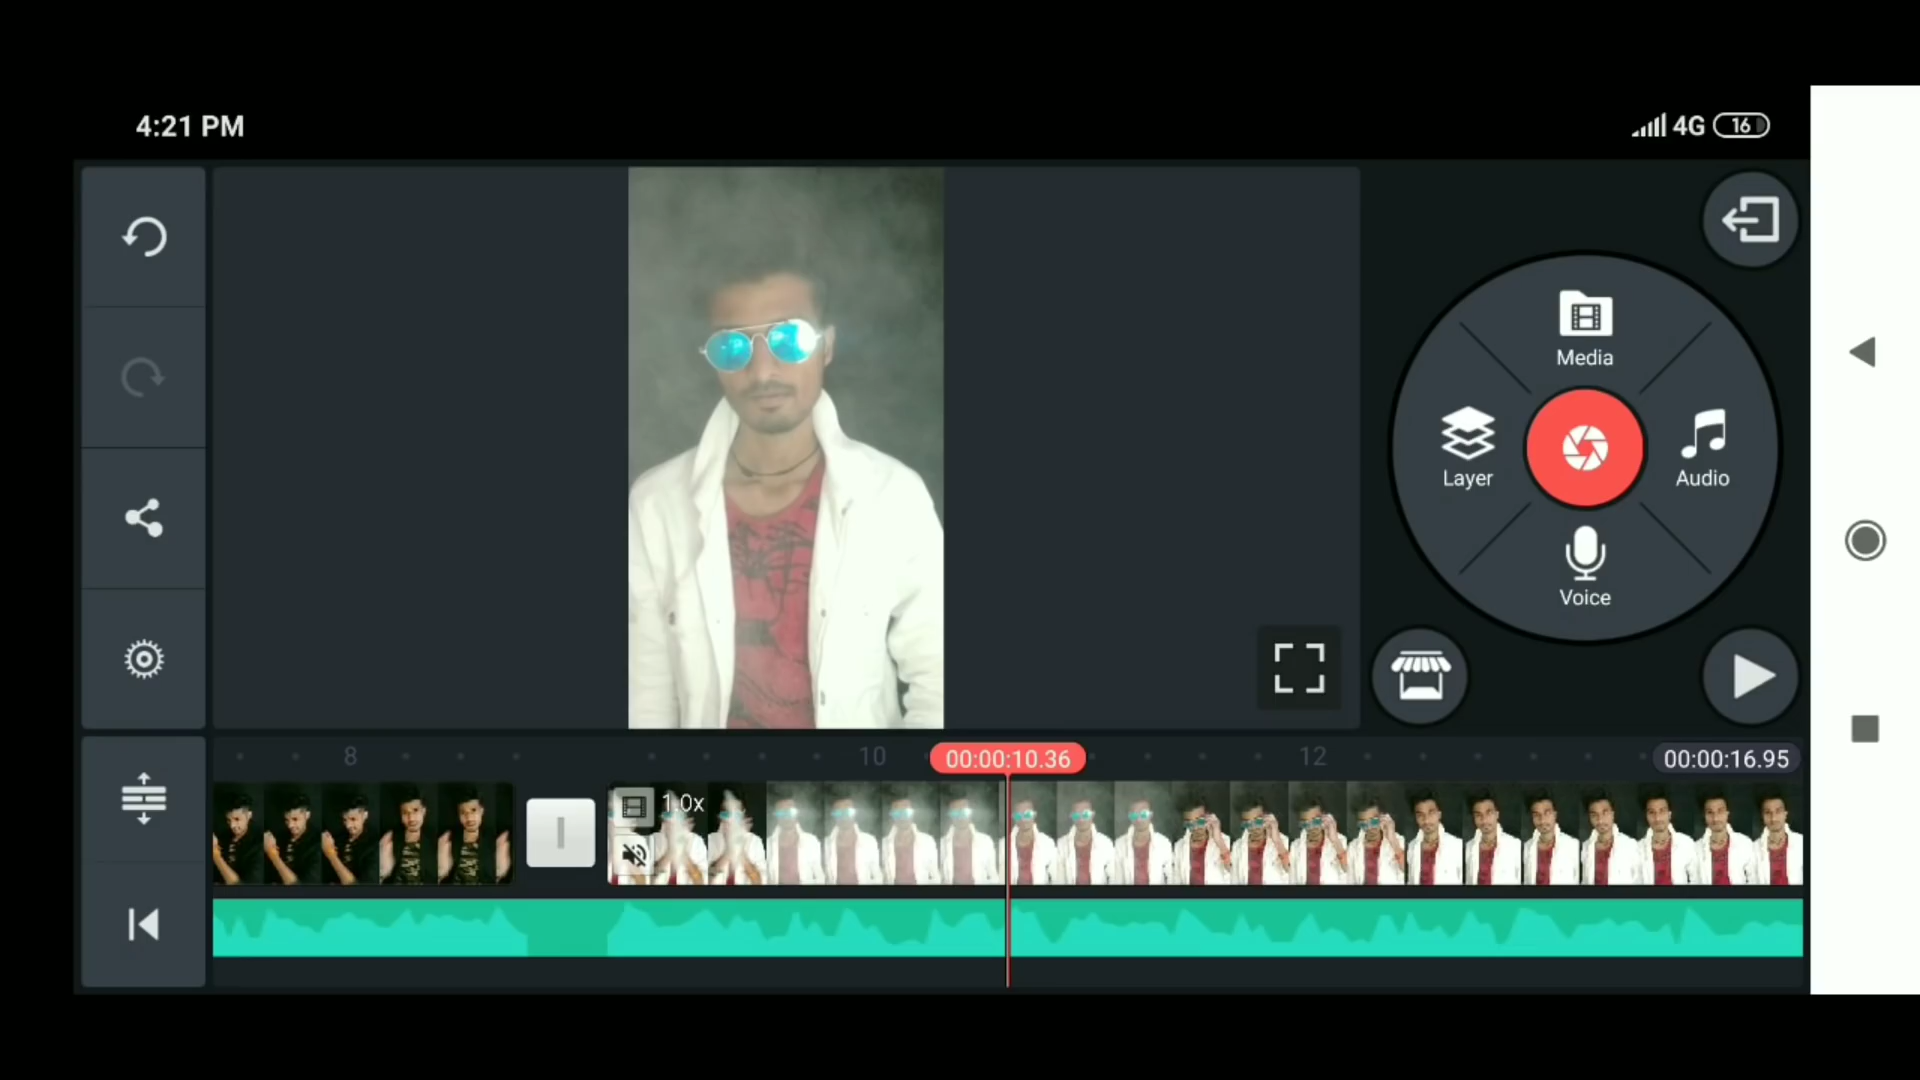 4:21 PM
4G 16
Media
Layer
Audio
Voice
8
10
00:00:10.36
12
00:00:16.95
1.0x